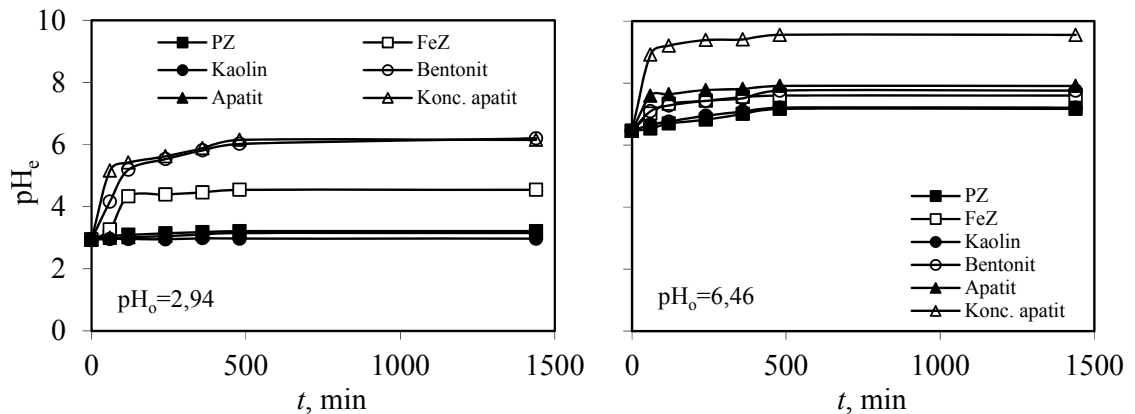 10
8
6
4
2
0
pHe
PZ FeZ
Kaolin Bentonit
Apatit Konc. apatit
pHo=2,94
0 500 1000 1500
t, min
PZ
FeZ
Kaolin
Bentonit
Apatit
Konc. apatit
pHo=6,46
0 500 1000 1500
t, min